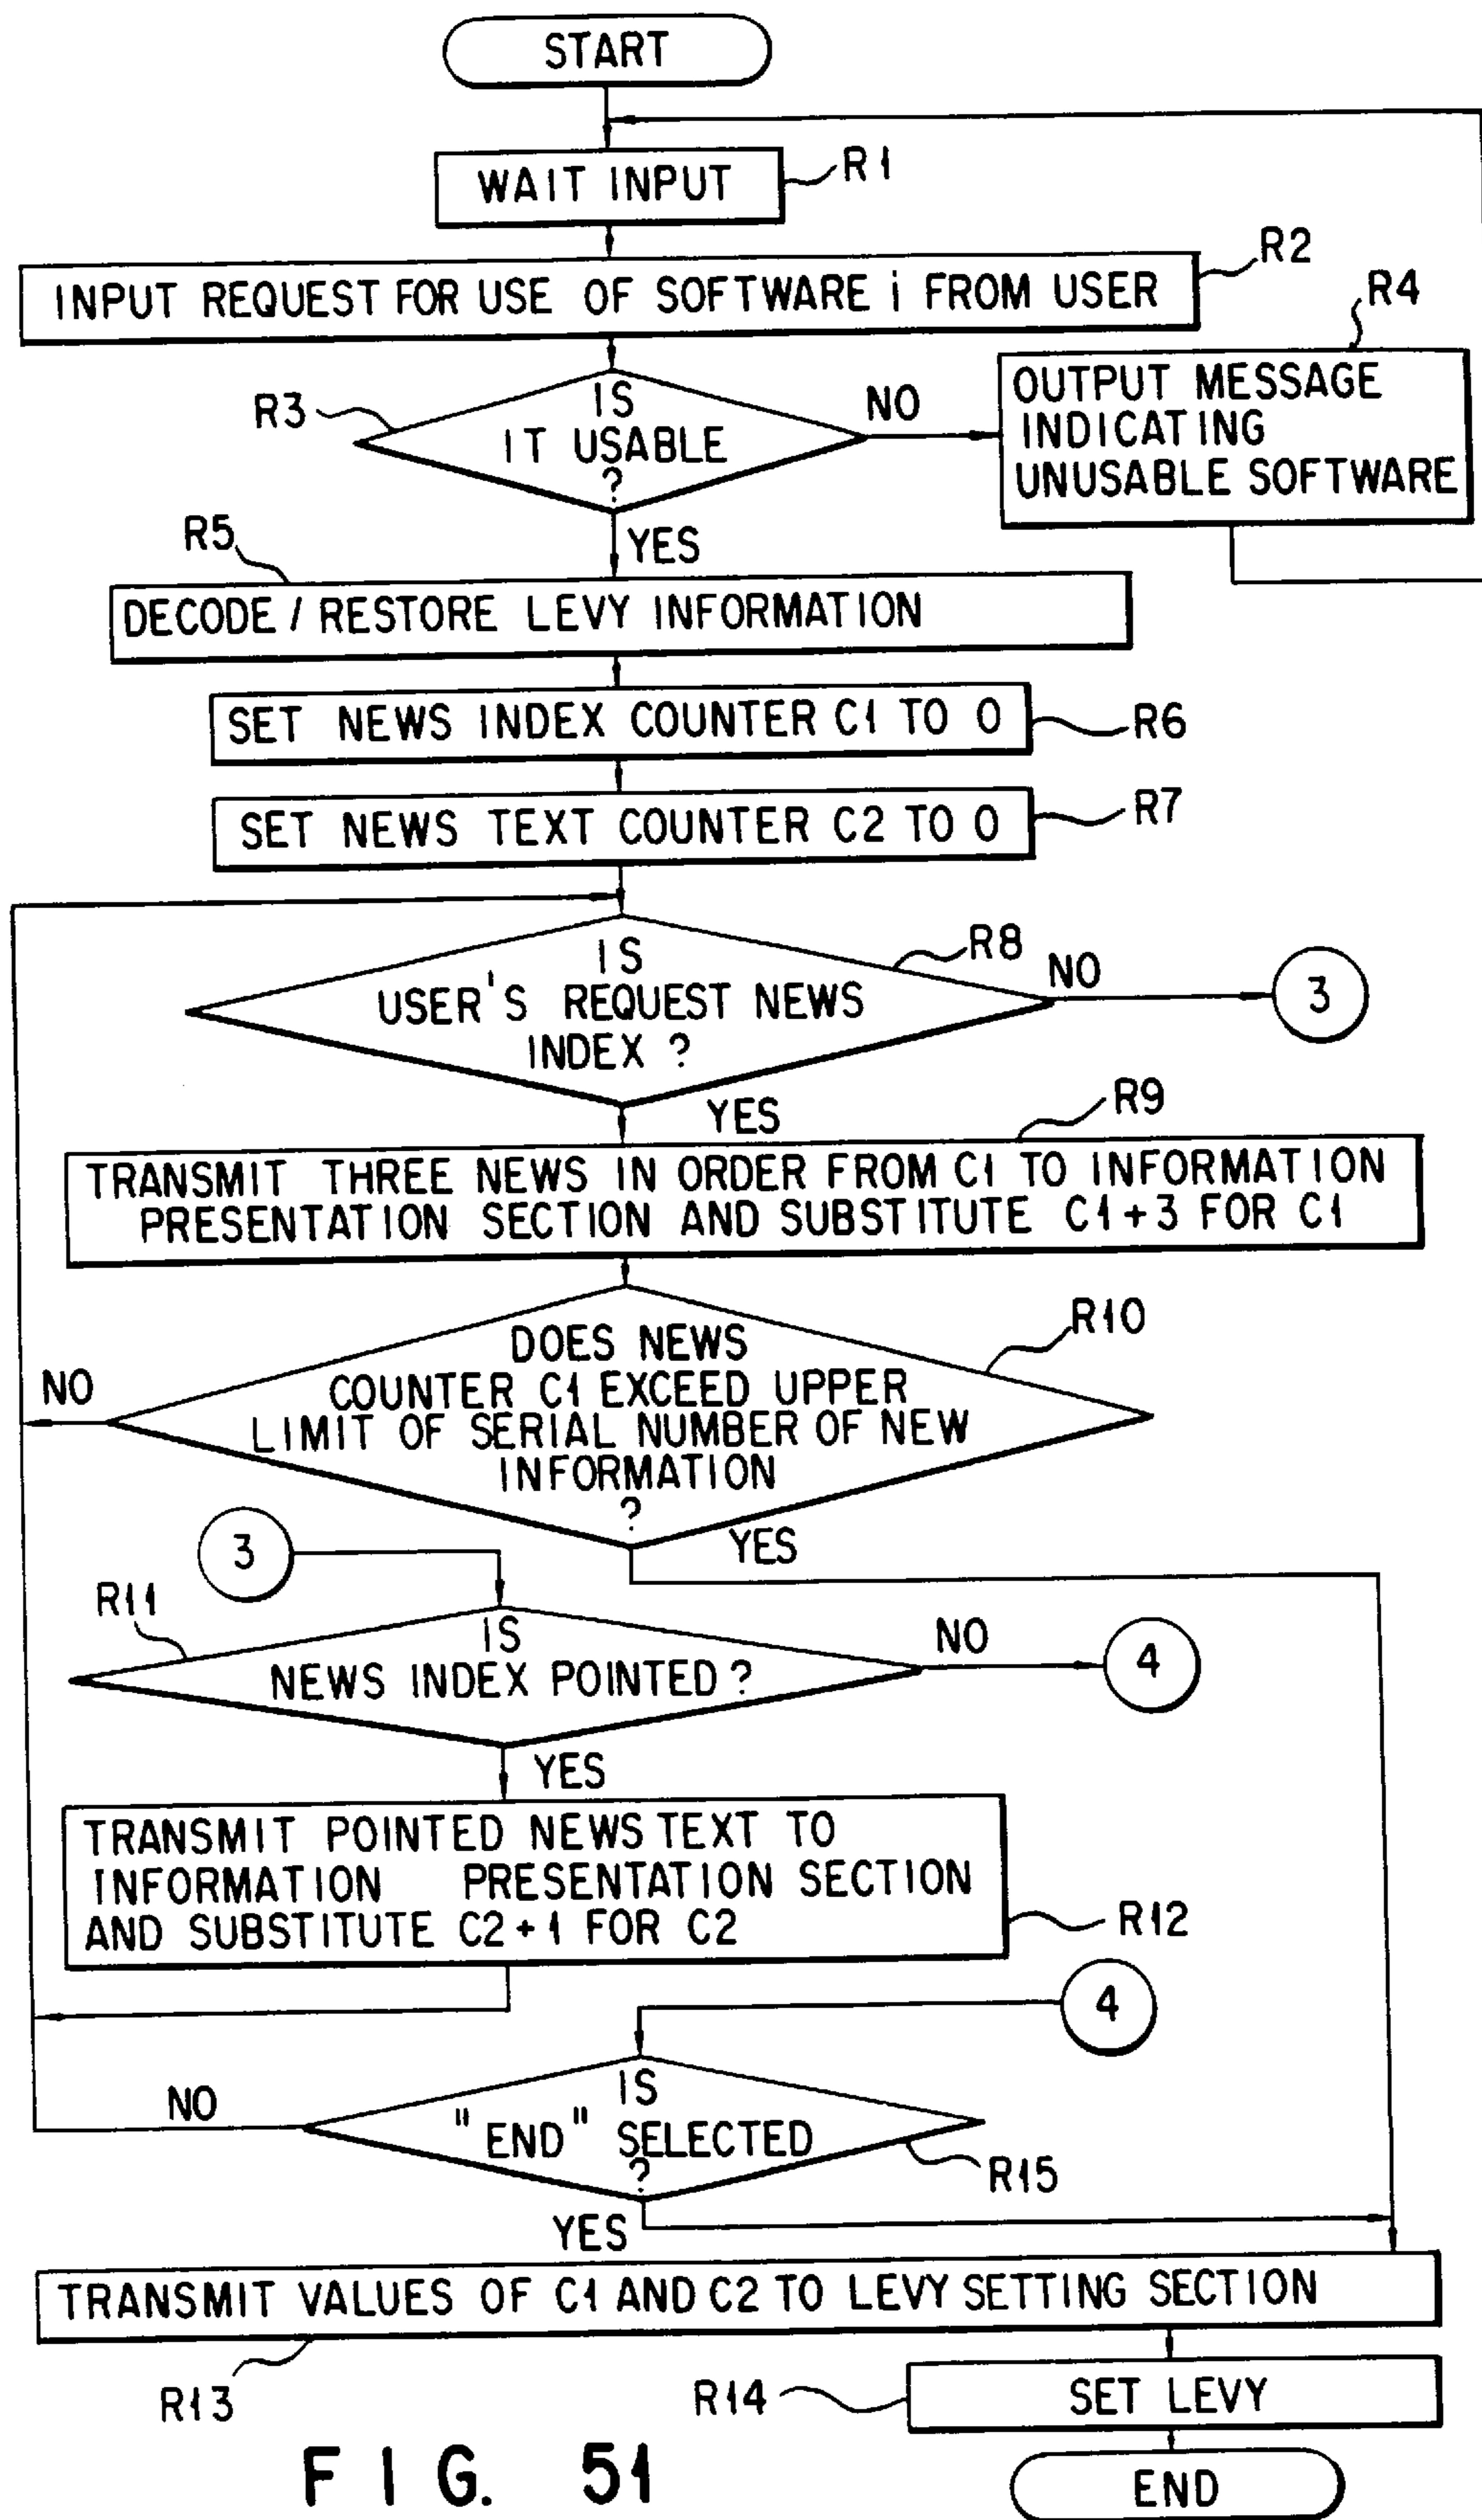 START
WAIT INPUT
R1
INPUT REQUEST FOR USE OF SOFTWARE i FROM USER
R2
R3
IS
IT USABLE
?
NO
R4
OUTPUT MESSAGE
INDICATING
UNUSABLE SOFTWARE
YES
R5
DECODE / RESTORE LEVY INFORMATION
SET NEWS INDEX COUNTER C1 TO 0
R6
SET NEWS TEXT COUNTER C2 TO 0
R7
IS
USER'S REQUEST NEWS
INDEX ?
R8
NO
3
YES
R9
TRANSMIT THREE NEWS IN ORDER FROM C1 TO INFORMATION
PRESENTATION SECTION AND SUBSTITUTE C1+3 FOR C1
R10
DOES NEWS
COUNTER C1 EXCEED UPPER
LIMIT OF SERIAL NUMBER OF NEW
INFORMATION
?
NO
YES
3
R11
IS
NEWS INDEX POINTED ?
NO
4
YES
TRANSMIT POINTED NEWS TEXT TO
INFORMATION PRESENTATION SECTION
AND SUBSTITUTE C2+1 FOR C2
R12
4
IS
"END" SELECTED
?
NO
R15
YES
TRANSMIT VALUES OF C1 AND C2 TO LEVY SETTING SECTION
R13
R14
SET LEVY
END
FIG. 51